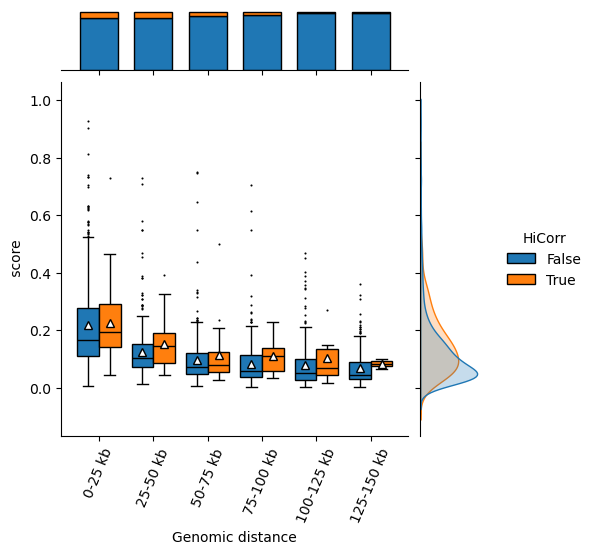 1.0
0.8
0.6
0.4
0.2
0.0
score
0-25 kb
25-50 kb
50-75 kb
75-100 kb
100-125 kb
125-150 kb
Genomic distance
HiCorr
False
True